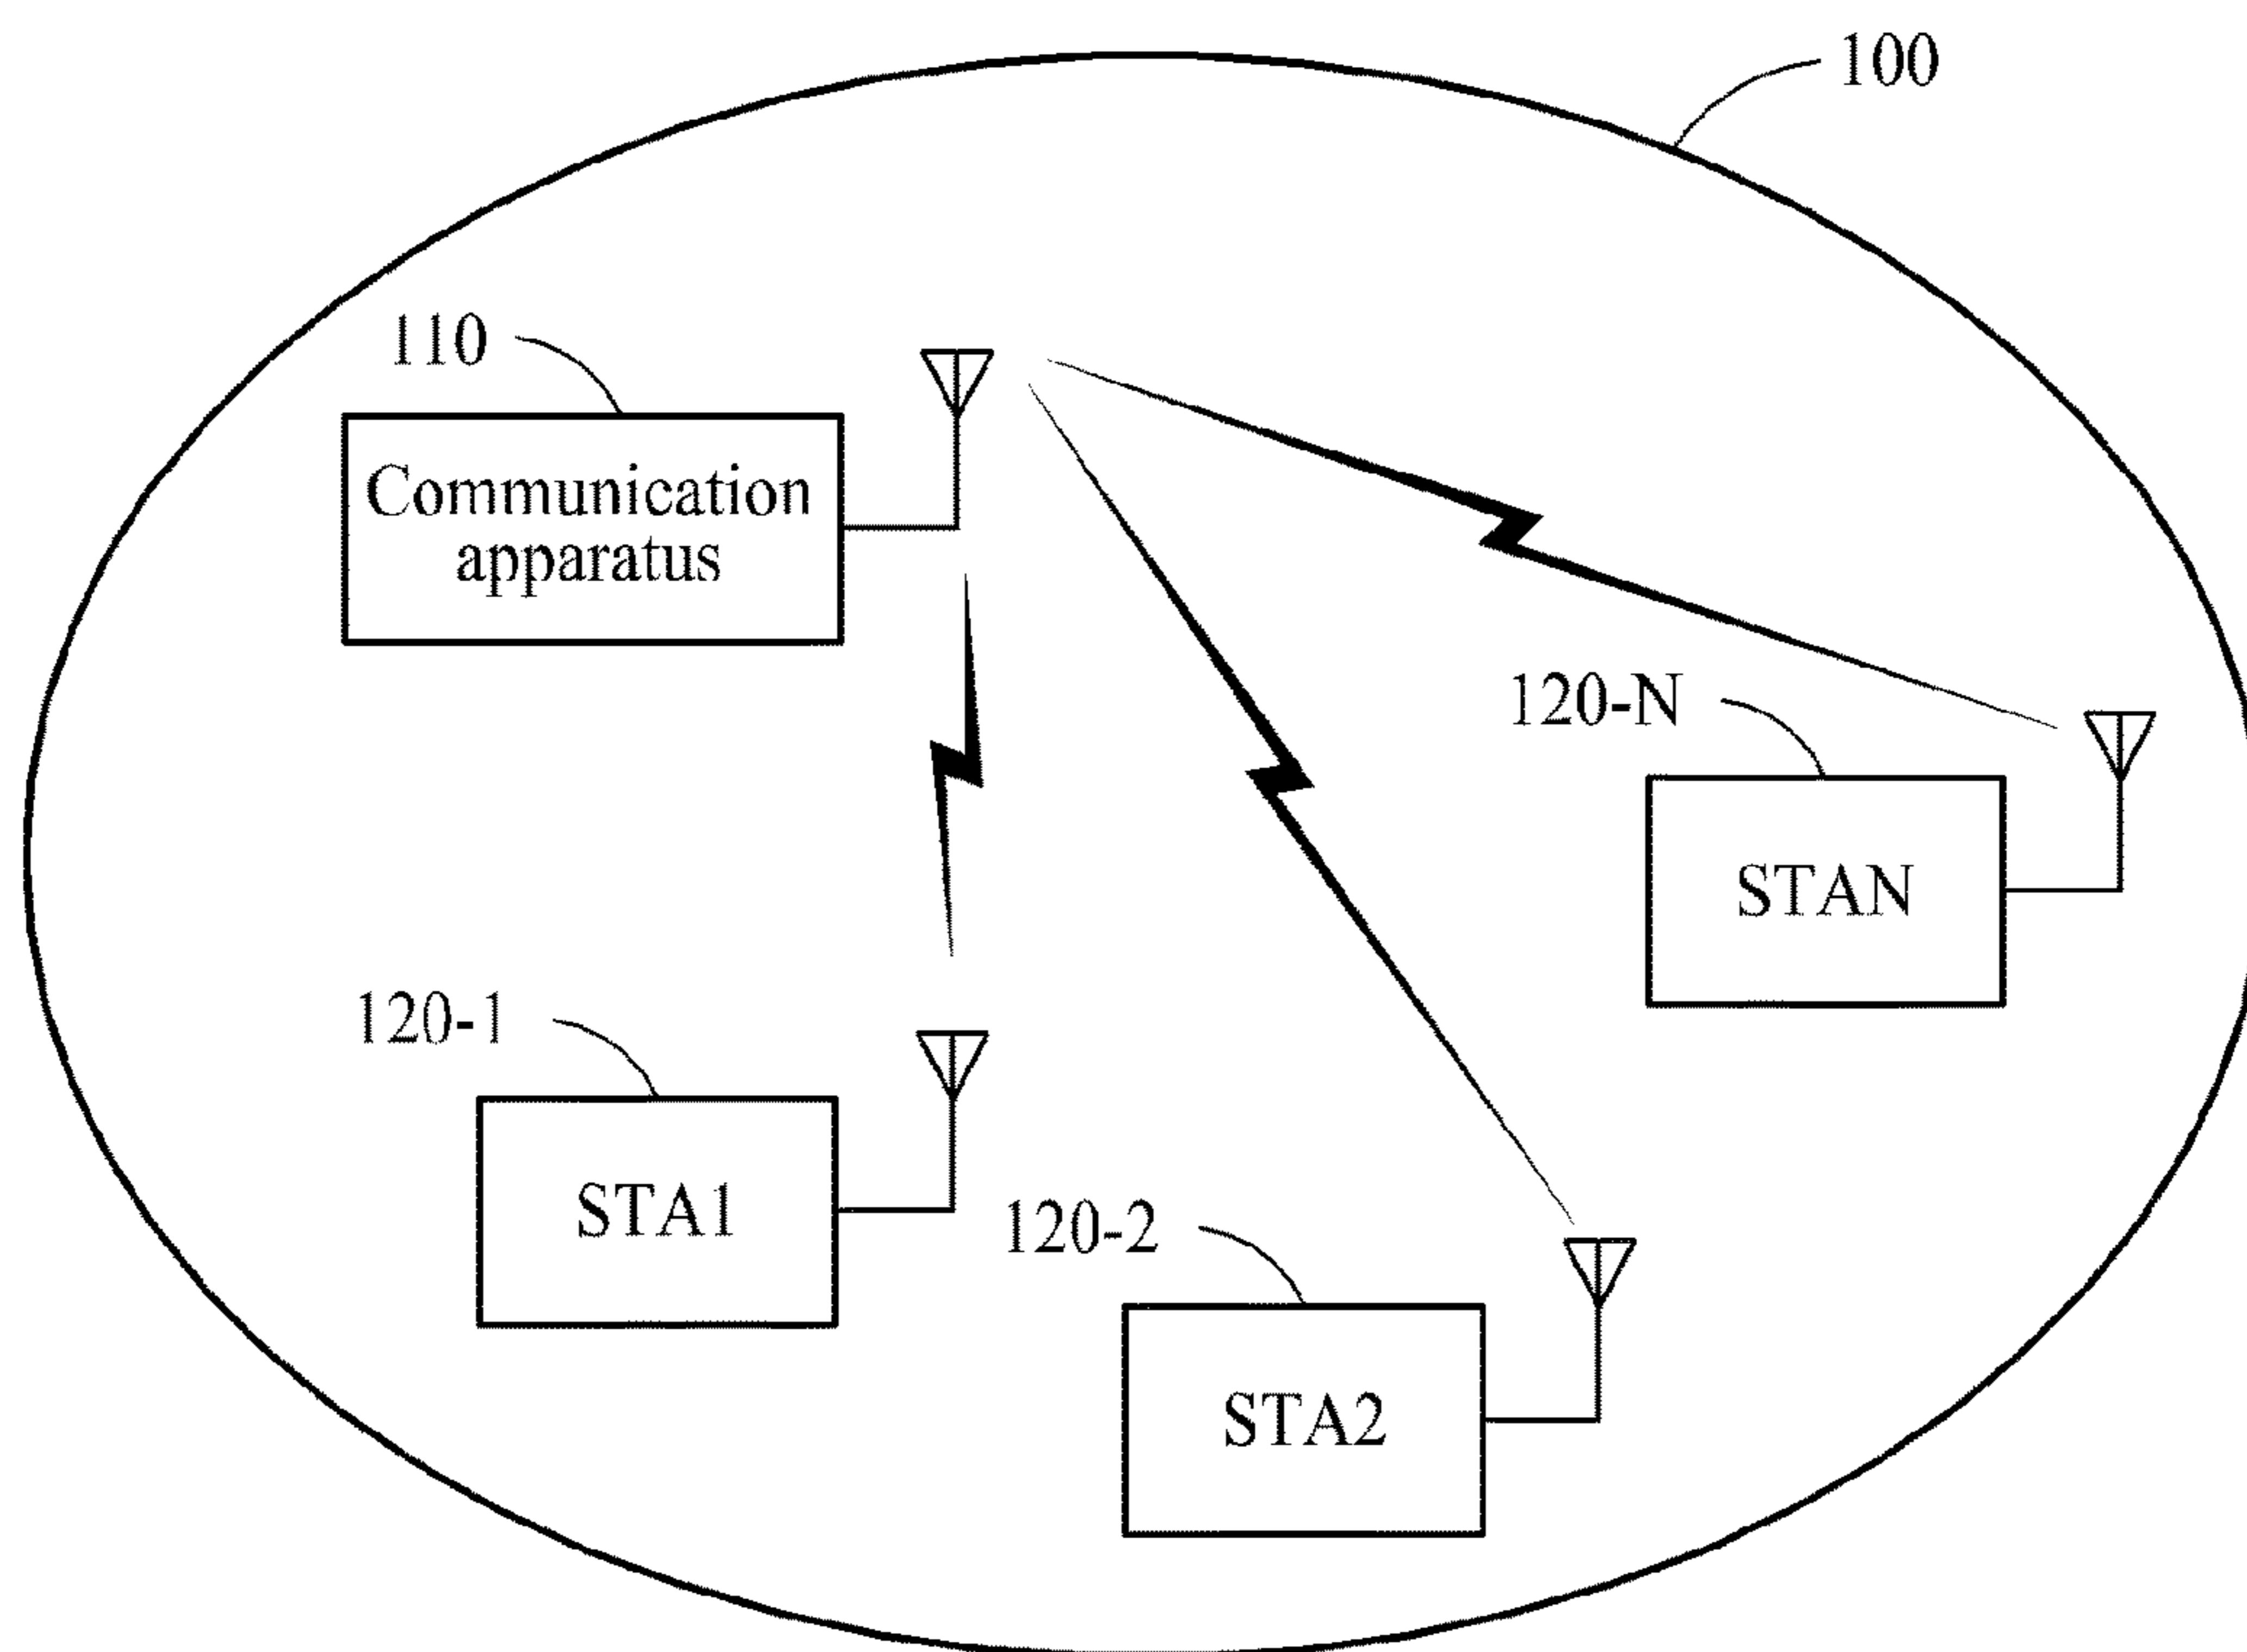 100
110
Communication
apparatus
120-N
STAN
120-1
STA1
120-2
STA2